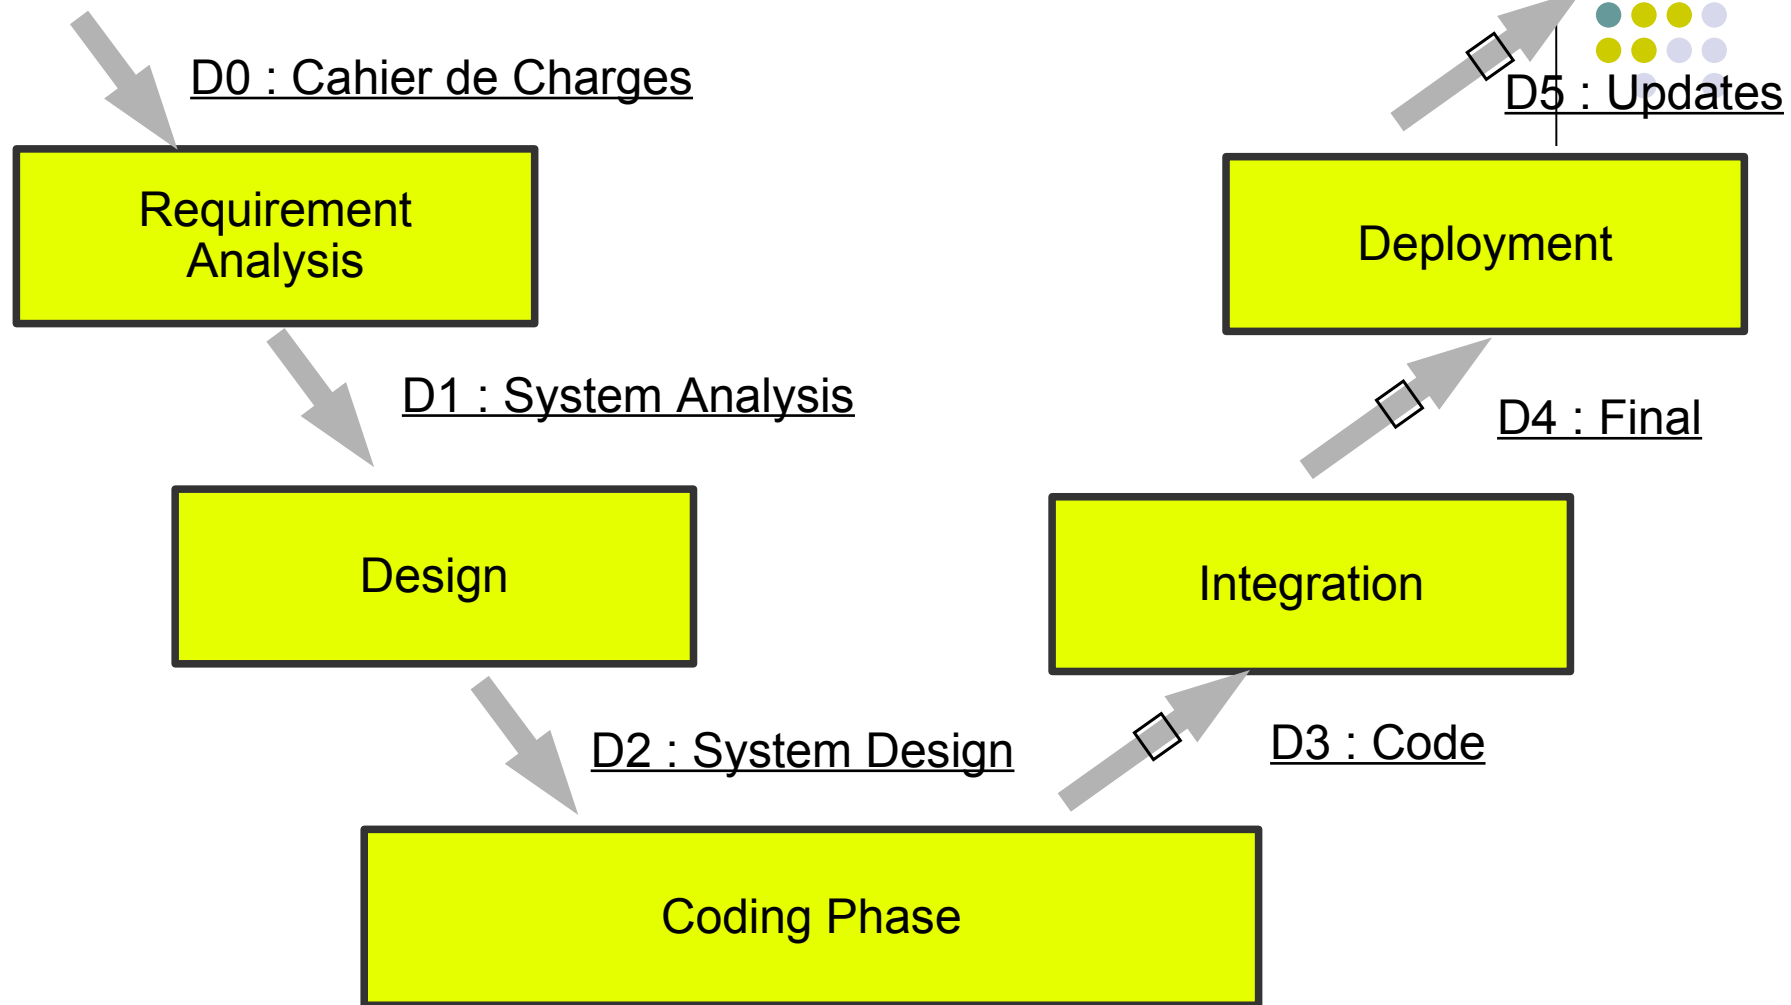 D0 : Cahier de Charges
D5 : Updates
Requirement
Analysis
Deployment
D1 : System Analysis
D4 : Final
Design
Integration
D2 : System Design
D3 : Code
Coding Phase